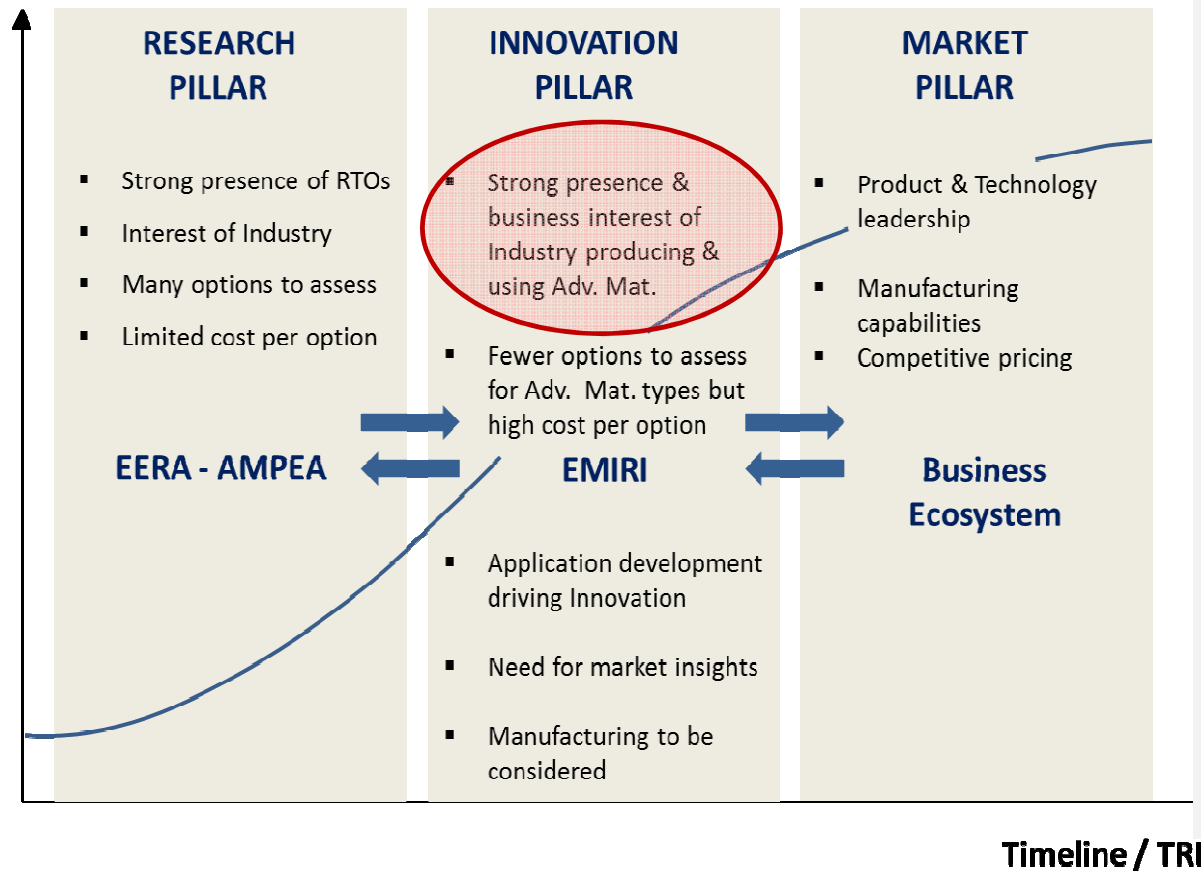 RESEARCH
PILLAR
▪ Strong presence of RTOs
▪ Interest of Industry
▪ Many options to assess
▪ Limited cost per option
EERA - AMPEA
INNOVATION
PILLAR
▪ Strong presence &
business interest of
Industry producing &
using Adv. Mat.
▪ Fewer options to assess
for Adv. Mat. types but
high cost per option
EMIRI
▪ Application development
driving Innovation
▪ Need for market insights
▪ Manufacturing to be
considered
MARKET
PILLAR
▪ Product & Technology
leadership
▪ Manufacturing
capabilities
▪ Competitive pricing
Business
Ecosystem
Timeline /